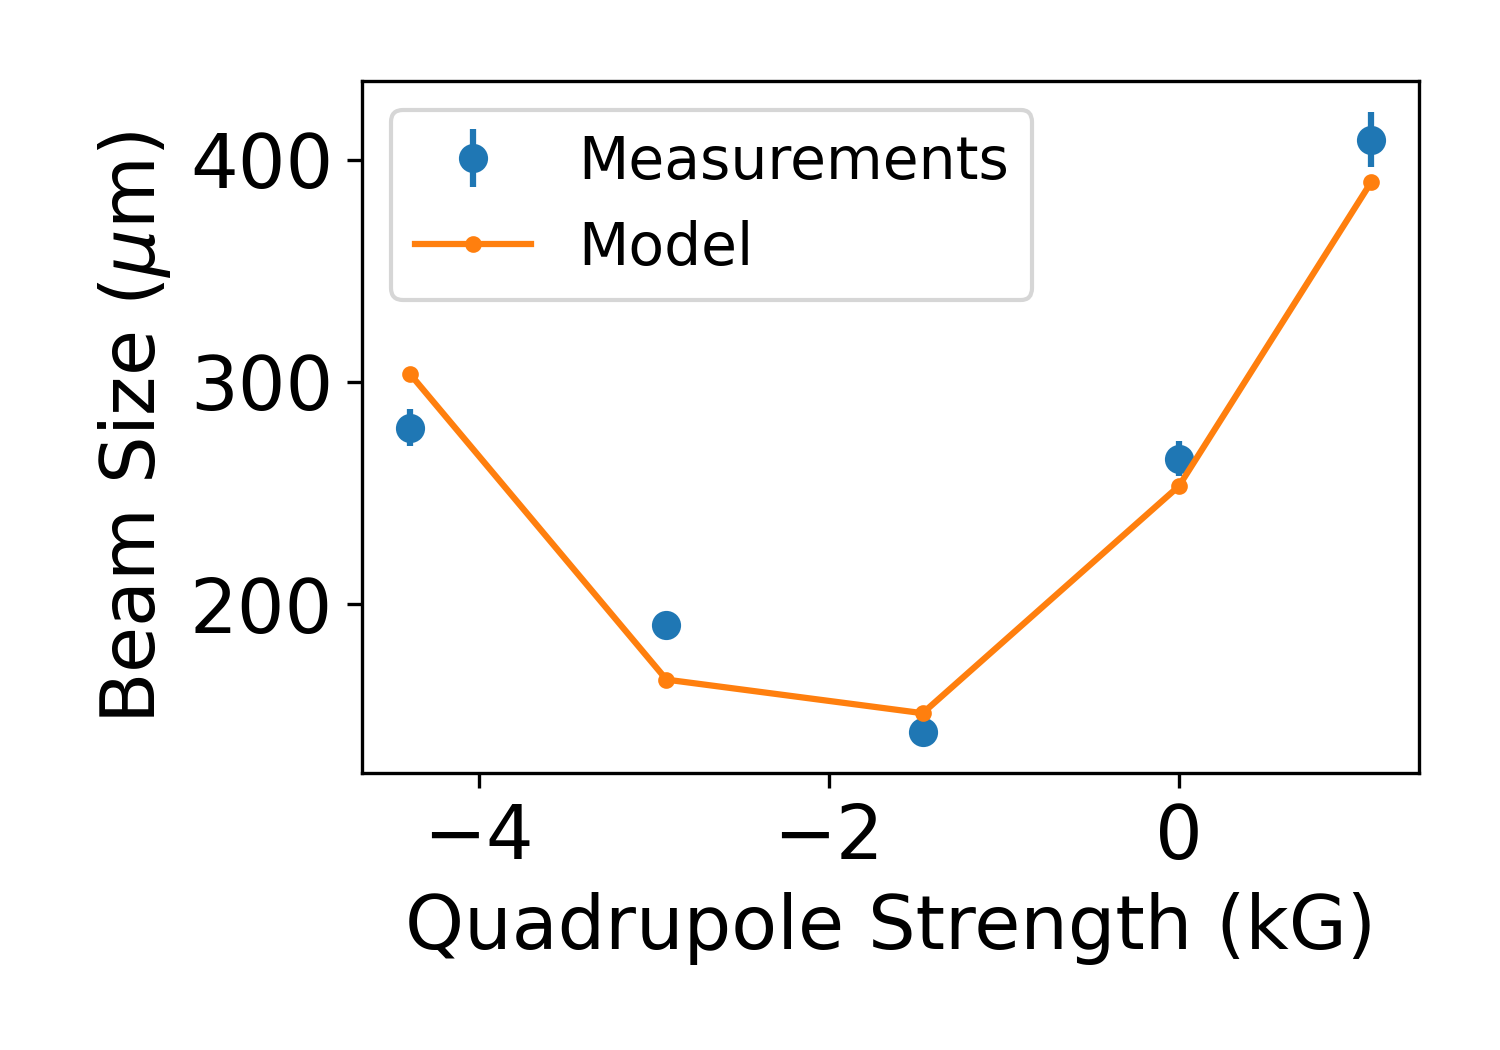 Measurements
Model
400
300
200
Beam Size (μm)
−4 −2 0
Quadrupole Strength (kG)